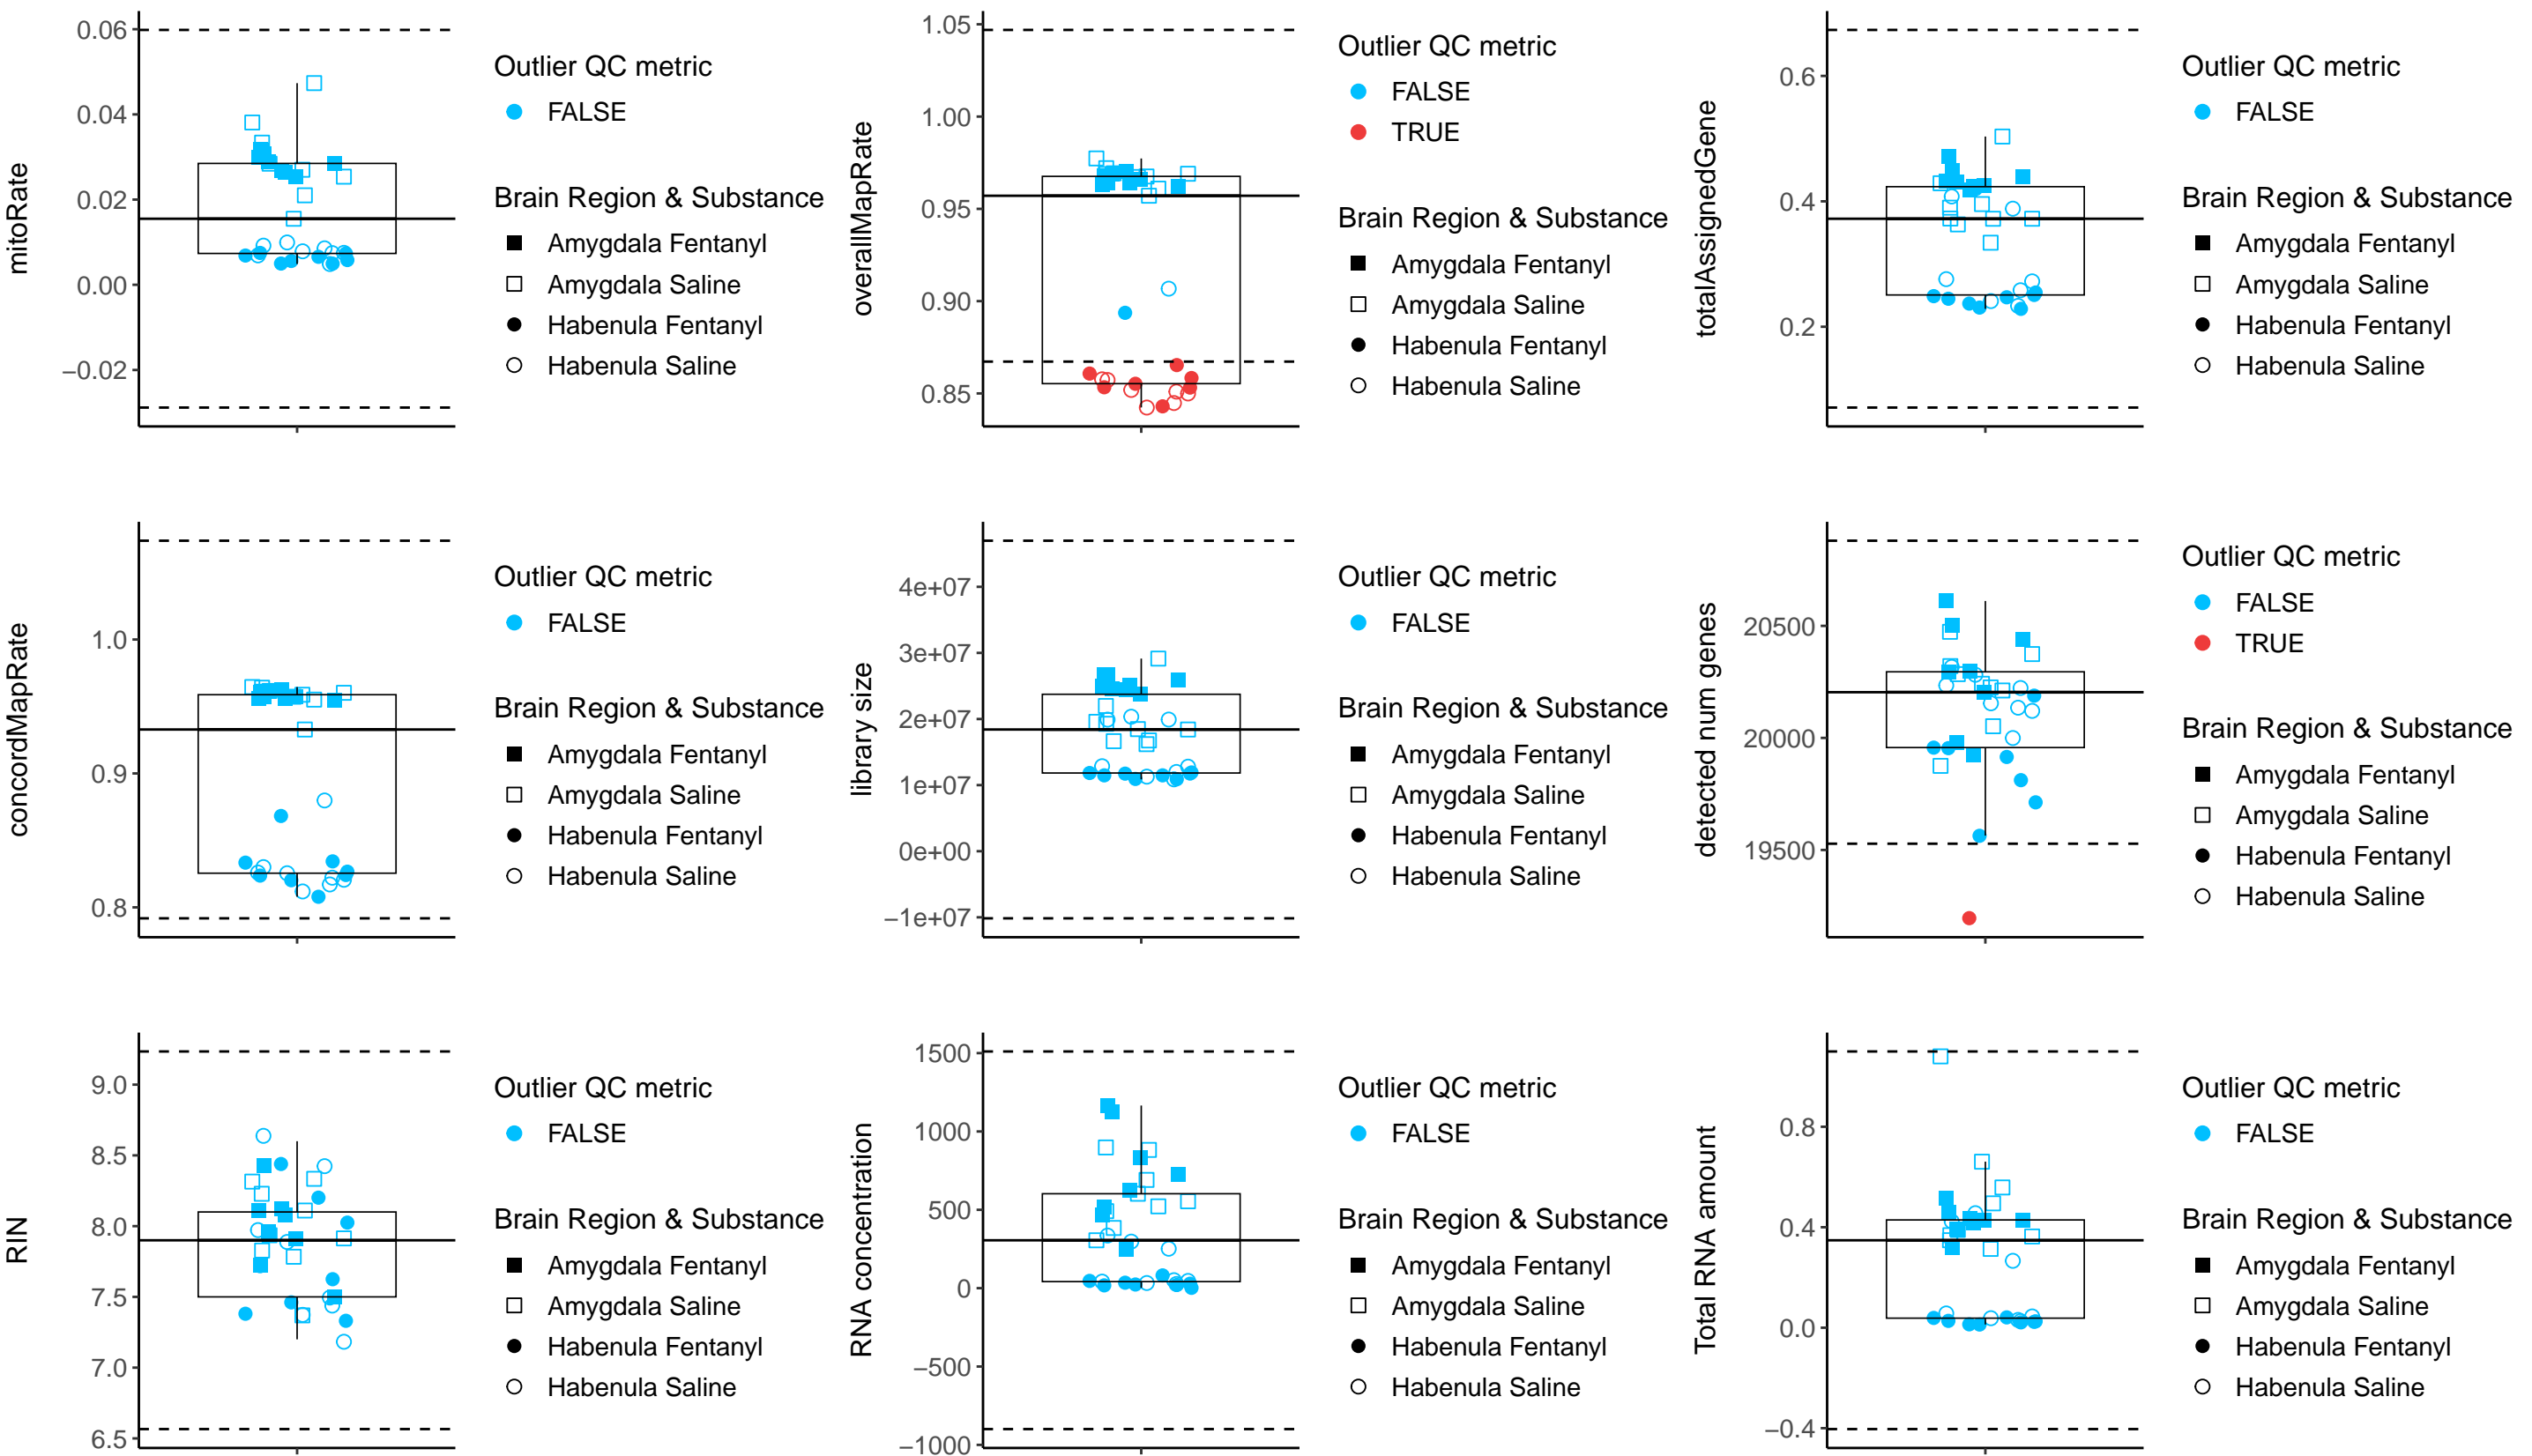 mitoRate
0.06
0.04
0.02
0.00
−0.02
Outlier QC metric
FALSE
Brain Region & Substance
Amygdala Fentanyl
Amygdala Saline
Habenula Fentanyl
Habenula Saline
overallMapRate
1.05
1.00
0.95
0.90
0.85
Outlier QC metric
FALSE
TRUE
Brain Region & Substance
Amygdala Fentanyl
Amygdala Saline
Habenula Fentanyl
Habenula Saline
totalAssignedGene
0.6
0.4
0.2
Outlier QC metric
FALSE
Brain Region & Substance
Amygdala Fentanyl
Amygdala Saline
Habenula Fentanyl
Habenula Saline
concordMapRate
1.0
0.9
0.8
Outlier QC metric
FALSE
Brain Region & Substance
Amygdala Fentanyl
Amygdala Saline
Habenula Fentanyl
Habenula Saline
library size
4e+07
3e+07
2e+07
1e+07
0e+00
−1e+07
Outlier QC metric
FALSE
Brain Region & Substance
Amygdala Fentanyl
Amygdala Saline
Habenula Fentanyl
Habenula Saline
detected num genes
20500
20000
19500
Outlier QC metric
FALSE
TRUE
Brain Region & Substance
Amygdala Fentanyl
Amygdala Saline
Habenula Fentanyl
Habenula Saline
RIN
9.0
8.5
8.0
7.5
7.0
6.5
Outlier QC metric
FALSE
Brain Region & Substance
Amygdala Fentanyl
Amygdala Saline
Habenula Fentanyl
Habenula Saline
RNA concentration
1500
1000
500
0
−500
−1000
Outlier QC metric
FALSE
Brain Region & Substance
Amygdala Fentanyl
Amygdala Saline
Habenula Fentanyl
Habenula Saline
Total RNA amount
0.8
0.4
0.0
−0.4
Outlier QC metric
FALSE
Brain Region & Substance
Amygdala Fentanyl
Amygdala Saline
Habenula Fentanyl
Habenula Saline